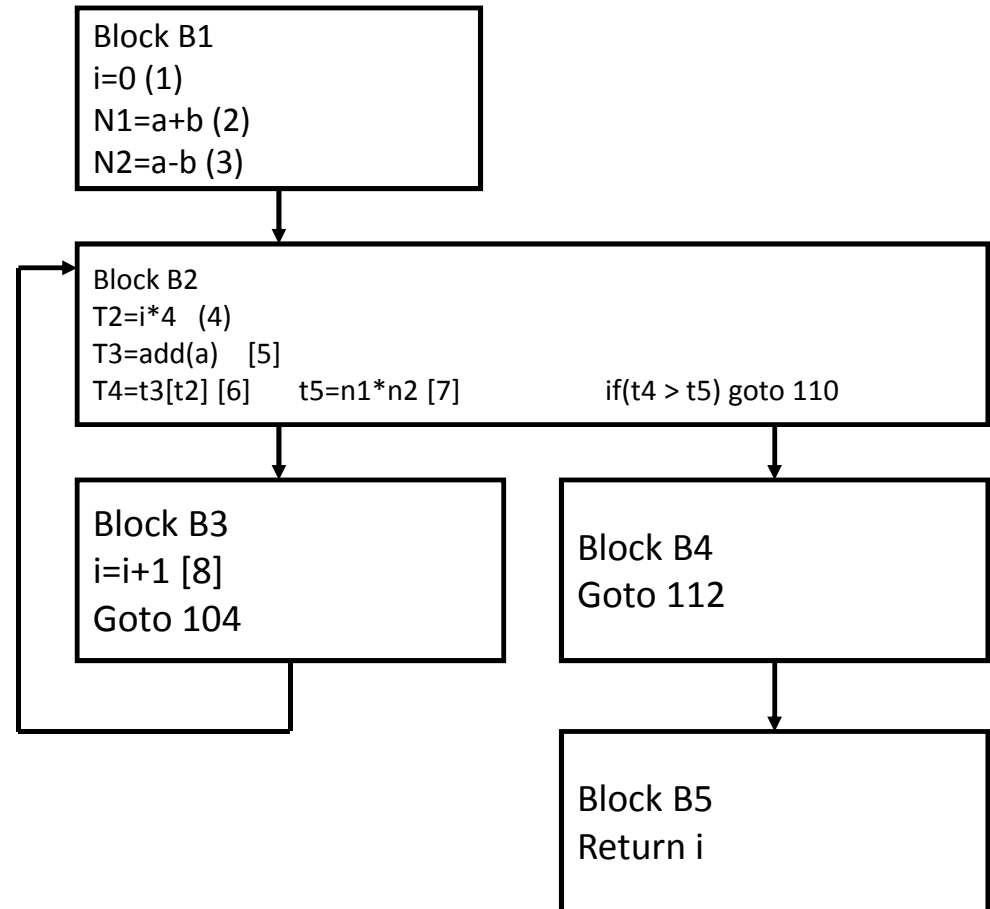 Block B1
i=0 (1)
N1=a+b (2)
N2=a-b (3)
Block B2
T2=i*4 (4)
T3=add(a) [5]
T4=t3[t2] [6] t5=n1*n2 [7] if(t4 > t5) goto 110
Block B3
i=i+1 [8]
Goto 104
Block B4
Goto 112
Block B5
Return i